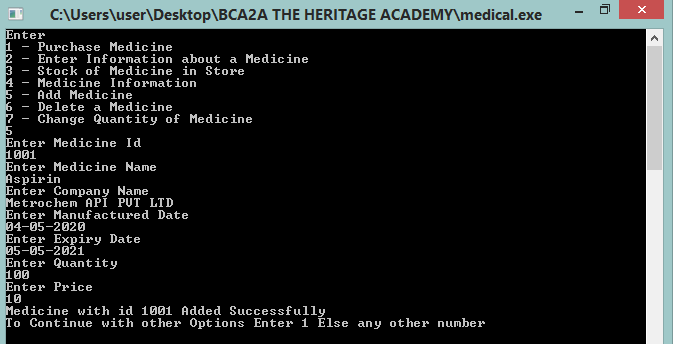 C:\Users\user\Desktop\BCA2A THE HERITAGE ACADEMY\medical.exe
Enter
1 - Purchase Medicine
2 - Enter Information about a Medicine
3 - Stock of Medicine in Store
4 - Medicine Information
5 - Add Medicine
6 - Delete a Medicine
7 - Change Quantity of Medicine
5
Enter Medicine Id
1001
Enter Medicine Name
Aspirin
Enter Company Name
Metrochem API PVT LTD
Enter Manufactured Date
04-05-2020
Enter Expiry Date
05-05-2021
Enter Quantity
100
Enter Price
10
Medicine with id 1001 Added Successfully
To Continue with other Options Enter 1 Else any other number